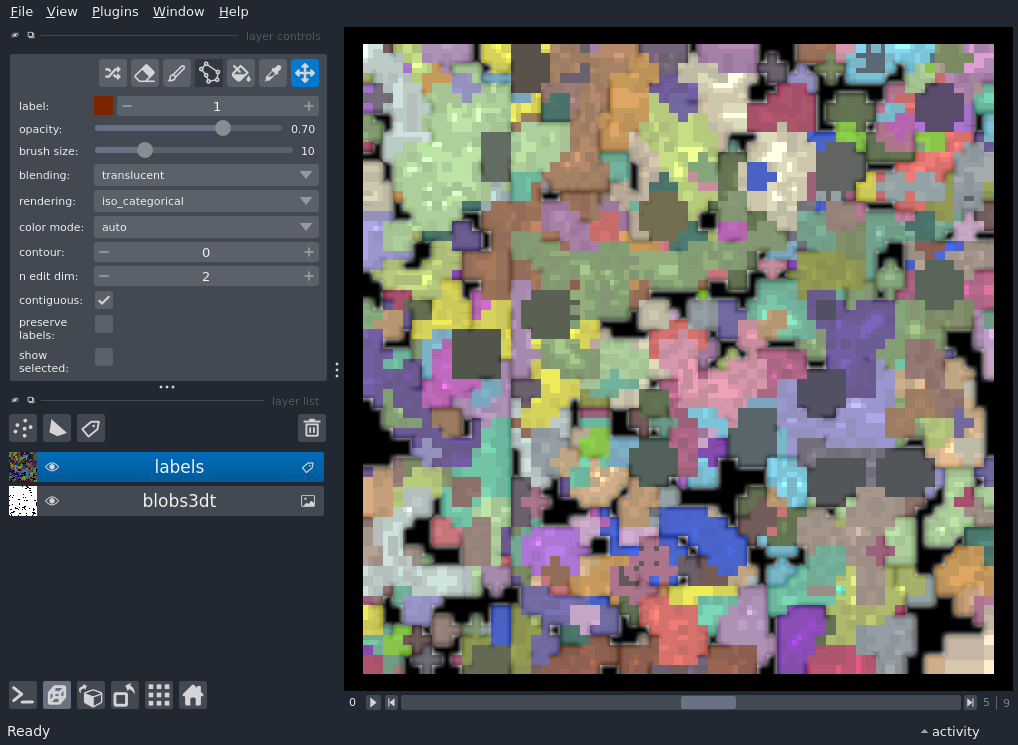 File View Plugins Window Help
layer controls
label: 1
opacity: 0.70
brush size: 10
blending: translucent
rendering: iso_categorical
color mode: auto
contour: 0
n edit dim: 2
contiguous:
preserve
labels:
show
selected:
layer list
labels
blobs3dt
0 5 9
Ready activity